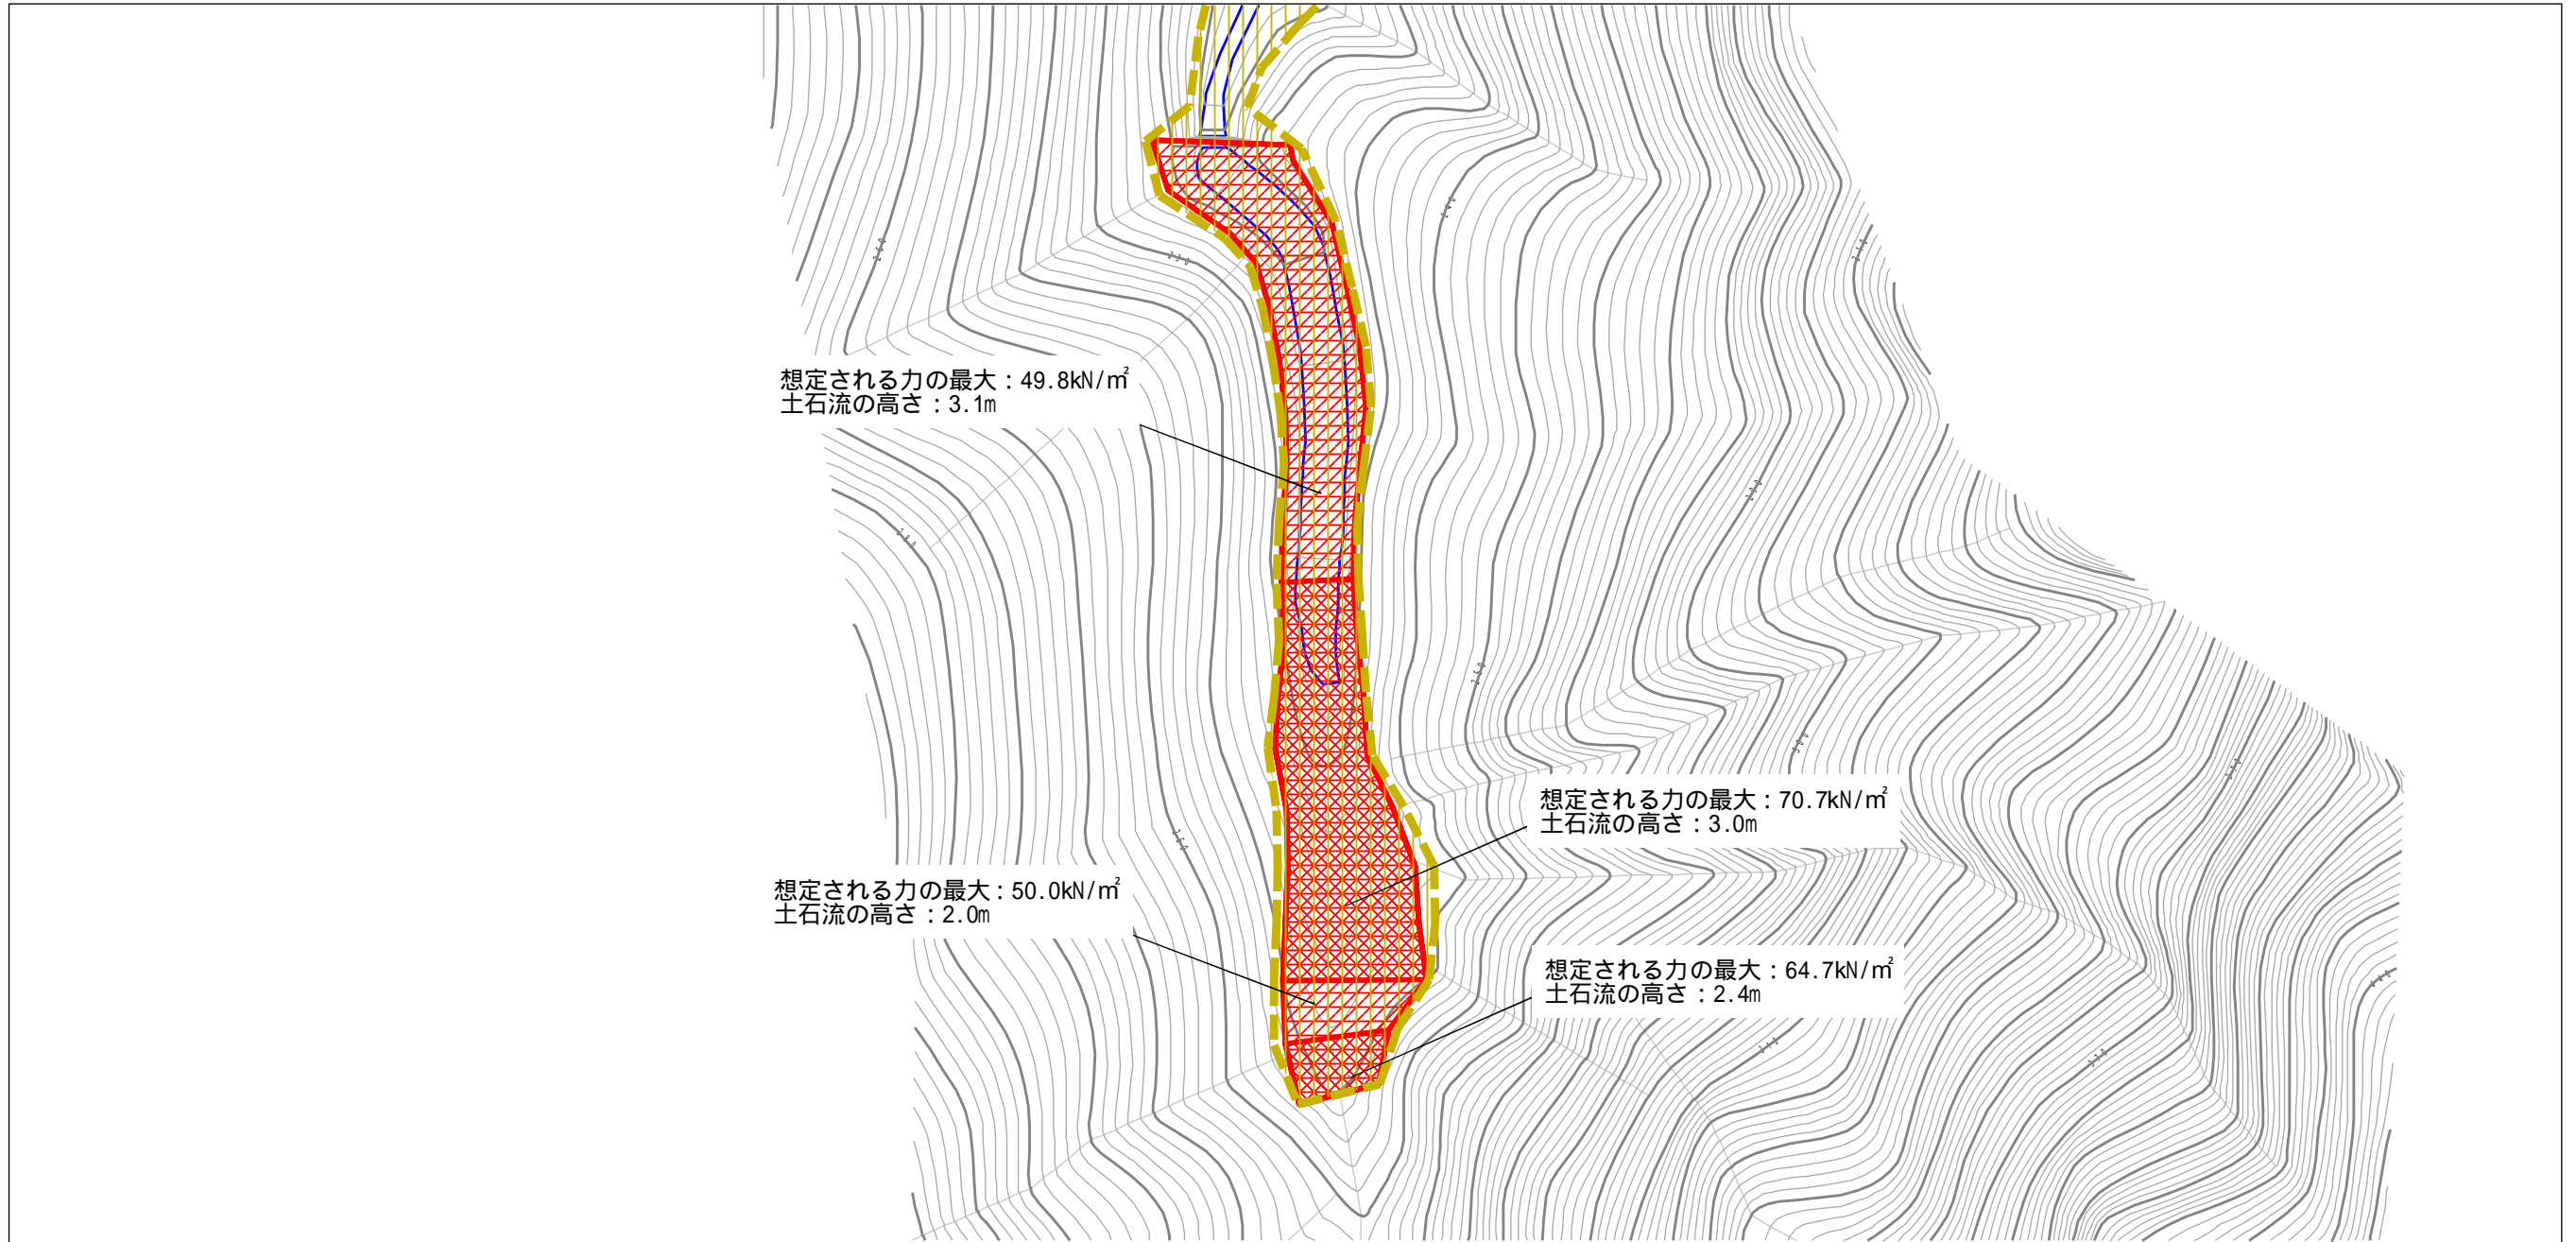 想定される力の最大：49.8kN/㎡
土石流の高さ：3.1m
想定される力の最大：70.7kN/㎡
土石流の高さ：3.0m
想定される力の最大：50.0kN/㎡
土石流の高さ：2.0m
想定される力の最大：64.7kN/㎡
土石流の高さ：2.4m